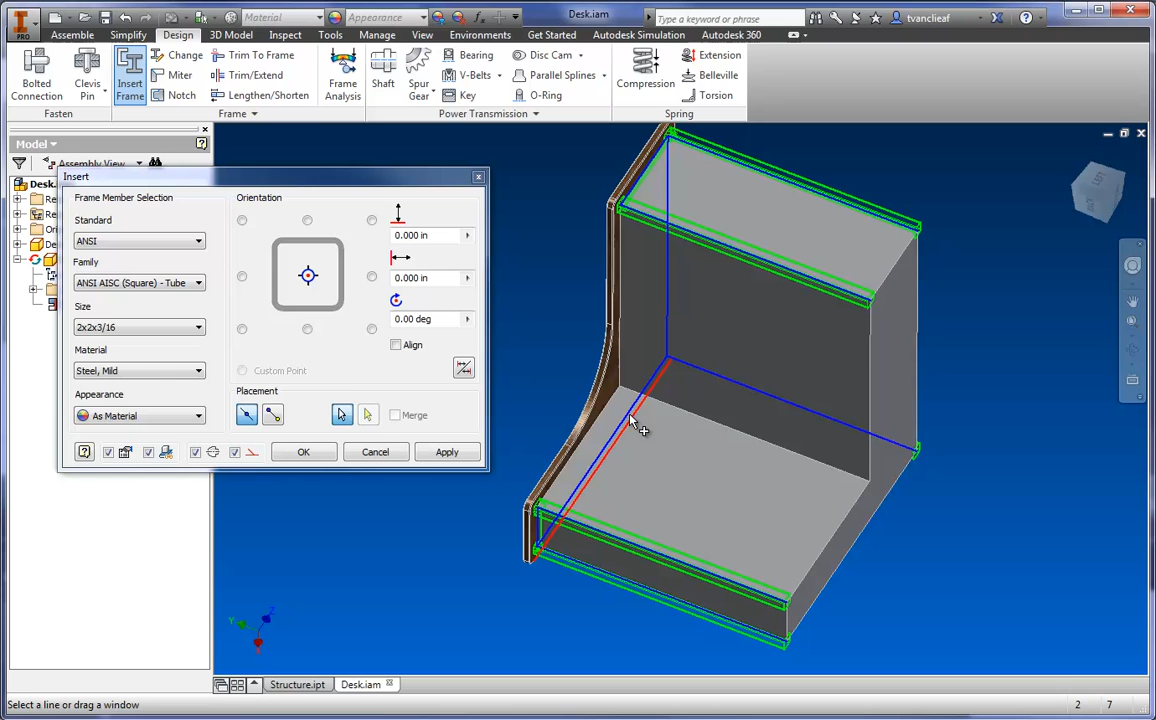 Material
Appearance
Desk.iam
Type a keyword or phrase
tvanclieaf
PRO
Assemble
Simplify
Design
3D Model
Inspect
Tools
Manage
View
Environments
Get Started
Autodesk Simulation
Autodesk 360
Bolted Connection
Clevis Pin
Insert Frame
Change
Miter
Notch
Trim To Frame
Trim/Extend
Lengthen/Shorten
Frame Analysis
Shaft
Spur Gear
Bearing
V-Belts
Key
Disc Cam
Parallel Splines
O-Ring
Compression
Extension
Belleville
Torsion
Fasten
Frame
Power Transmission
Spring
Model
Assembly View
Desk.
Insert
Frame Member Selection
Standard
ANSI
Family
ANSI AISC (Square) - Tube
Size
2x2x3/16
Material
Steel, Mild
Appearance
As Material
Orientation
0.000 in
0.000 in
0.00 deg
Align
Custom Point
Placement
Merge
OK
Cancel
Apply
LEFT
Z
Y
X
Structure.ipt
Desk.iam
Select a line or drag a window
2
7